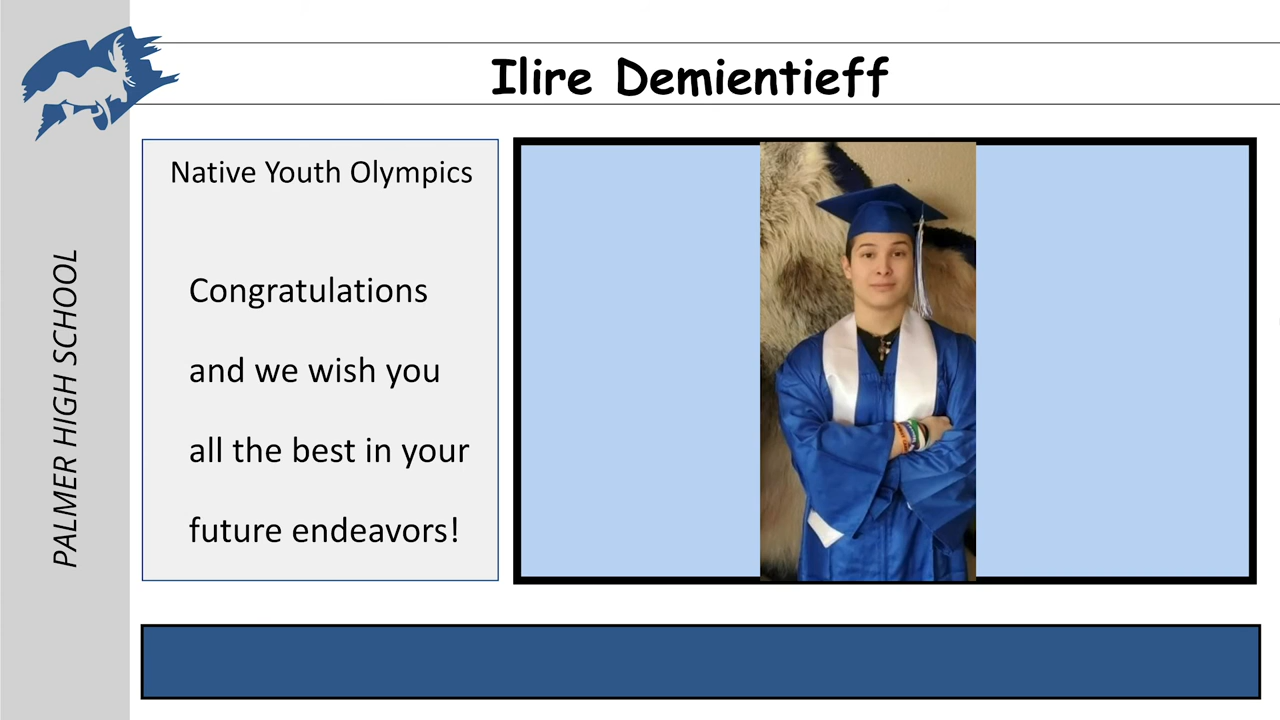 Ilire Demientieff
PALMER HIGH SCHOOL
Native Youth Olympics
Congratulations
and we wish you
all the best in your
future endeavors!